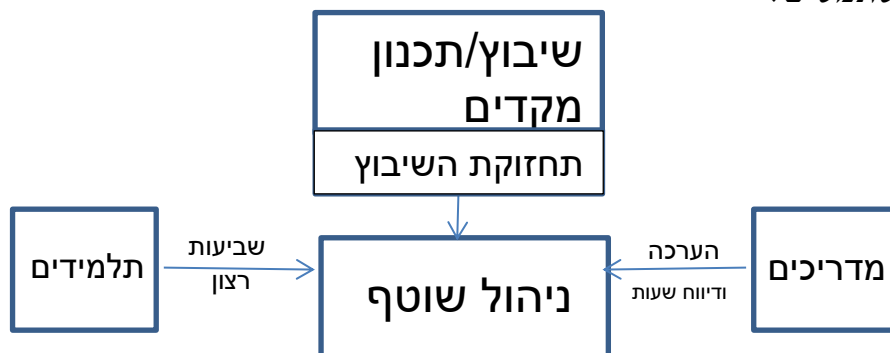 שיבוץ/תכנון
מקדים
תחזוקת השיבוץ
מדריכים
הערכה
ודיווח שעות
ניהול שוטף
שביעות
רצון
תלמידים